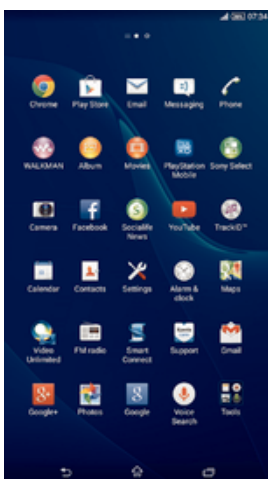 07:34
Chrome Play Store Email Messaging Phone
WALKMAN Album Movies PlayStation Mobile Sony Select
Camera Facebook Socialife News YouTube TrackID™
Calendar Contacts Settings Alarm & clock Maps
Video Unlimited FM radio Smart Connect Support Gmail
Google+ Photos Google Voice Search Tools